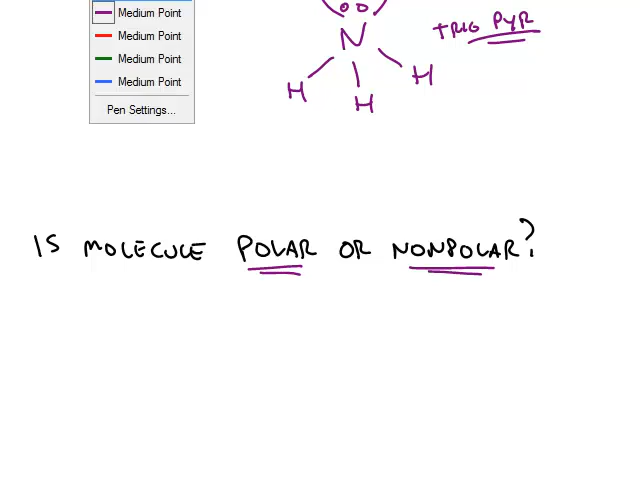 Medium Point
Medium Point
Medium Point
Medium Point
Pen Settings...
TRIG PYR
N
H
H
H
IS MOLECULE POLAR OR NONPOLAR?